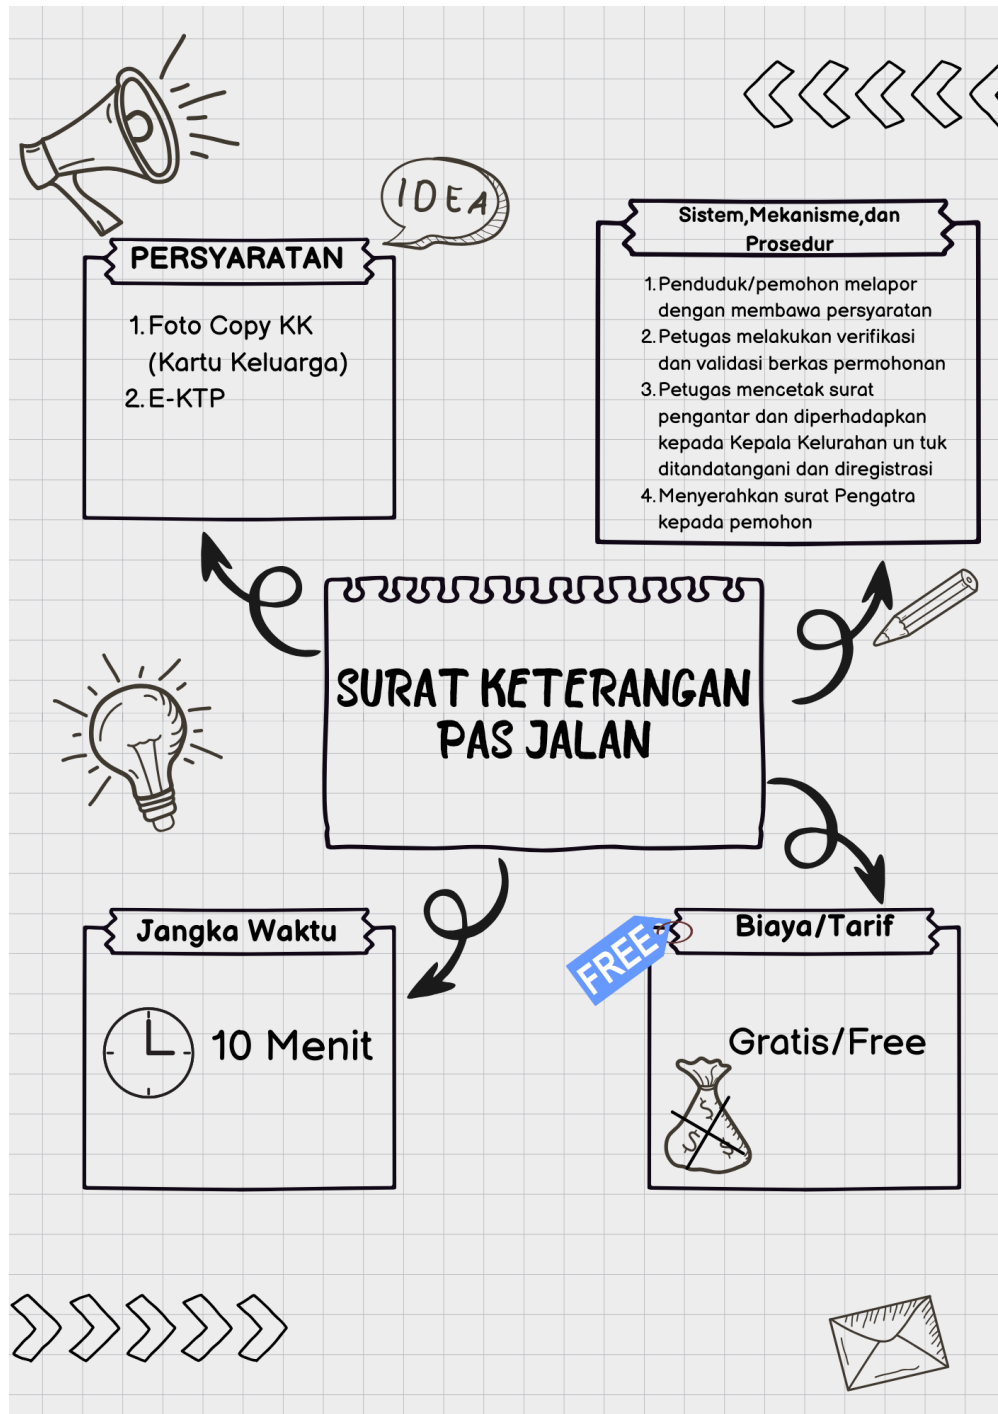 IDEA
PERSYARATAN
1. Foto Copy KK
(Kartu Keluarga)
2. E-KTP
Sistem,Mekanisme,dan
Prosedur
1. Penduduk/pemohon melapor
dengan membawa persyaratan
2. Petugas melakukan verifikasi
dan validasi berkas permohonan
3. Petugas mencetak surat
pengantar dan diperhadapkan
kepada Kepala Kelurahan un tuk
ditandatangani dan diregistrasi
4. Menyerahkan surat Pengatra
kepada pemohon
SURAT KETERANGAN
PAS JALAN
Jangka Waktu
10 Menit
FREE
Biaya/Tarif
Gratis/Free
$
$
$